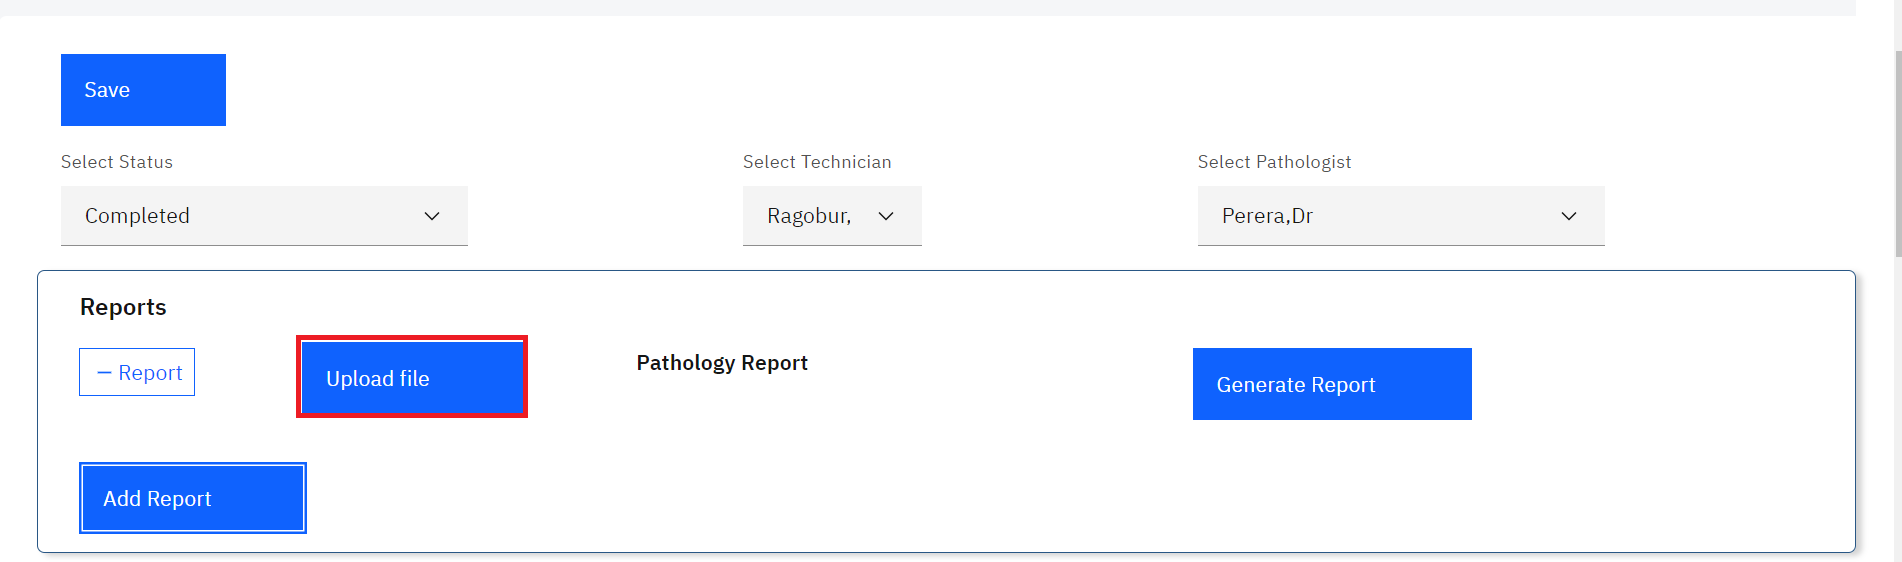 Save
Select Status
Select Technician
Select Pathologist
Completed
Ragobur,
Perera,Dr
Reports
— Report
Upload file
Pathology Report
Generate Report
Add Report